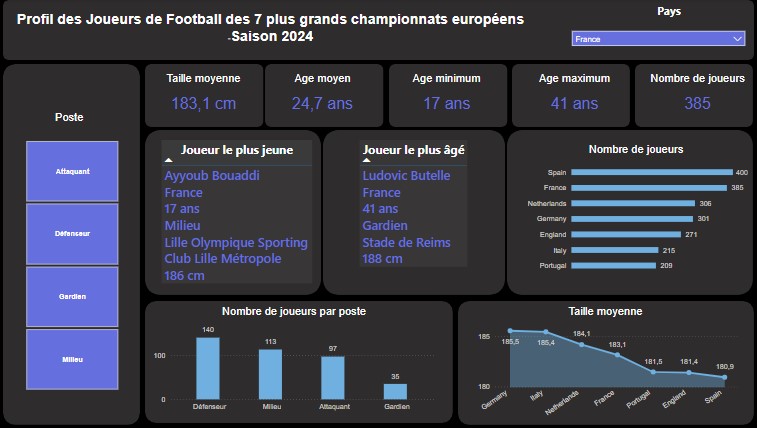 Profil des Joueurs de Football des 7 plus grands championnats européens
-Saison 2024
Pays
France
Poste
Attaquant
Défenseur
Gardien
Milieu
Taille moyenne
183,1 cm
Age moyen
24,7 ans
Age minimum
17 ans
Age maximum
41 ans
Nombre de joueurs
385
Joueur le plus jeune
Ayyoub Bouaddi
France
17 ans
Milieu
Lille Olympique Sporting
Club Lille Métropole
186 cm
Joueur le plus âgé
Ludovic Butelle
France
41 ans
Gardien
Stade de Reims
188 cm
Nombre de joueurs
Spain 400
France 385
Netherlands 306
Germany 301
England 271
Italy 215
Portugal 209
Nombre de joueurs par poste
140
113
97
35
100
0
Défenseur Milieu Attaquant Gardien
Taille moyenne
185
180
185,5
185,4
184,1
183,1
181,5
181,4
180,9
Germany Italy Netherlands France Portugal England Spain